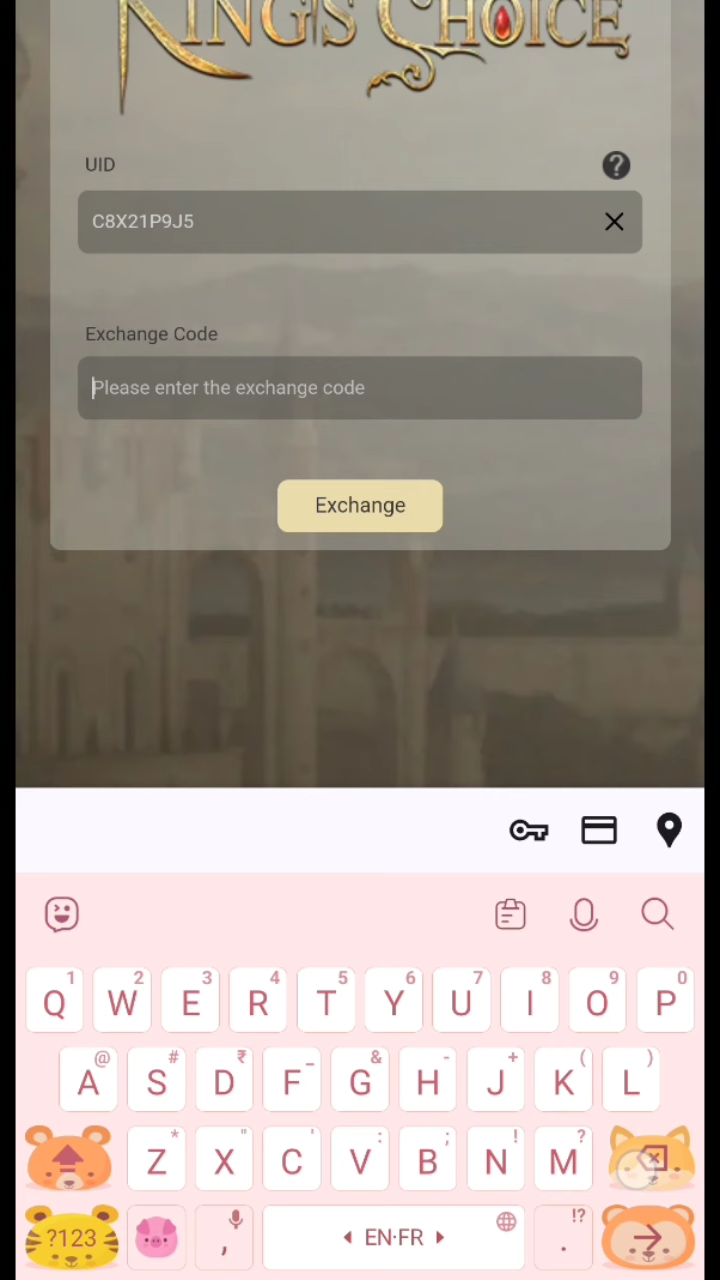 KING'S CHOICE
UID
?
C8X21P9J5
Exchange Code
Please enter the exchange code
Exchange
1 2 3 4 5 6 7 8 9 0
Q W E R T Y U I O P
@ # ₹ _ & - + ( )
A S D F G H J K L
* " ' : ; ! ?
Z X C V B N M
!?
?123 , EN·FR .